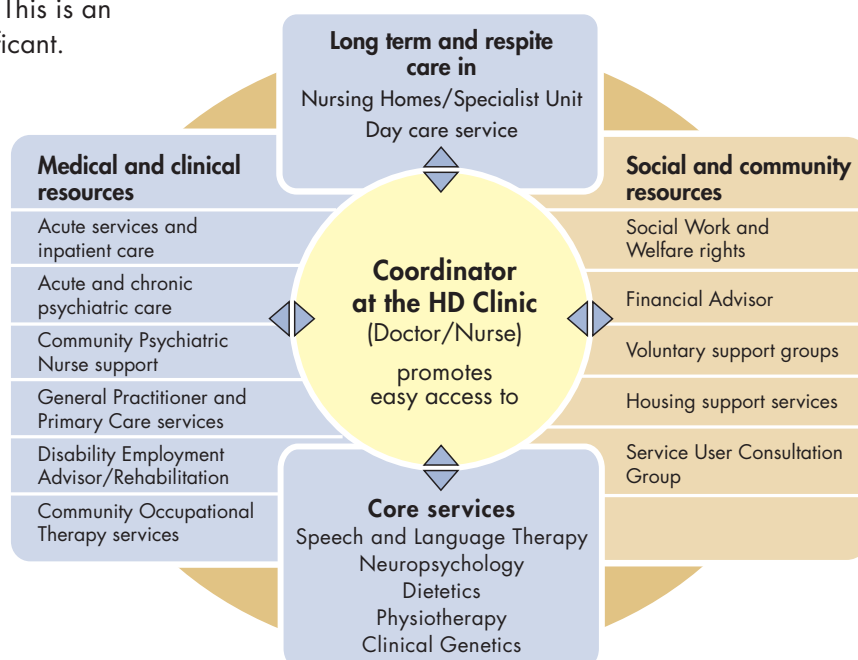 This is an
ficant.
Long term and respite
care in
Nursing Homes/Specialist Unit
Day care service
Medical and clinical
resources
Acute services and
inpatient care
Acute and chronic
psychiatric care
Community Psychiatric
Nurse support
General Practitioner and
Primary Care services
Disability Employment
Advisor/Rehabilitation
Community Occupational
Therapy services
Coordinator
at the HD Clinic
(Doctor/Nurse)
promotes
easy access to
Social and community
resources
Social Work and
Welfare rights
Financial Advisor
Voluntary support groups
Housing support services
Service User Consultation
Group
Core services
Speech and Language Therapy
Neuropsychology
Dietetics
Physiotherapy
Clinical Genetics